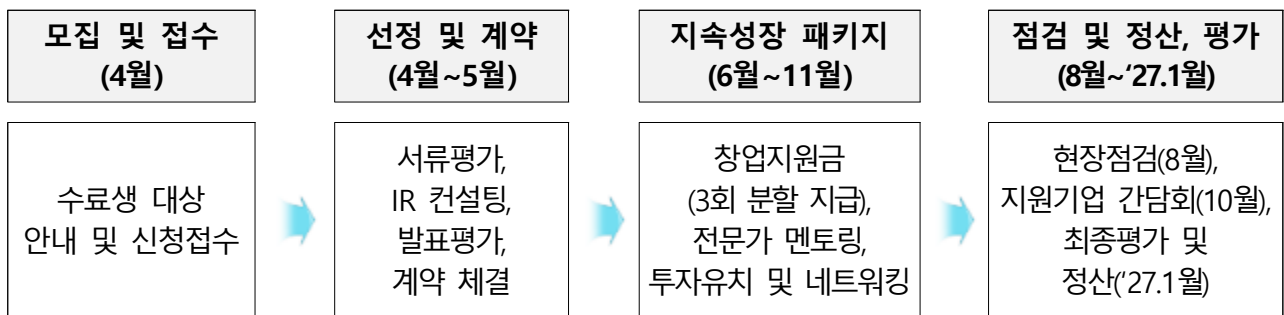 모집 및 접수
(4월)
수료생 대상
안내 및 신청접수
선정 및 계약
(4월~5월)
서류평가,
IR 컨설팅,
발표평가,
계약 체결
지속성장 패키지
(6월~11월)
창업지원금
(3회 분할 지급),
전문가 멘토링,
투자유치 및 네트워킹
점검 및 정산, 평가
(8월~‘27.1월)
현장점검(8월),
지원기업 간담회(10월),
최종평가 및
정산(‘27.1월)